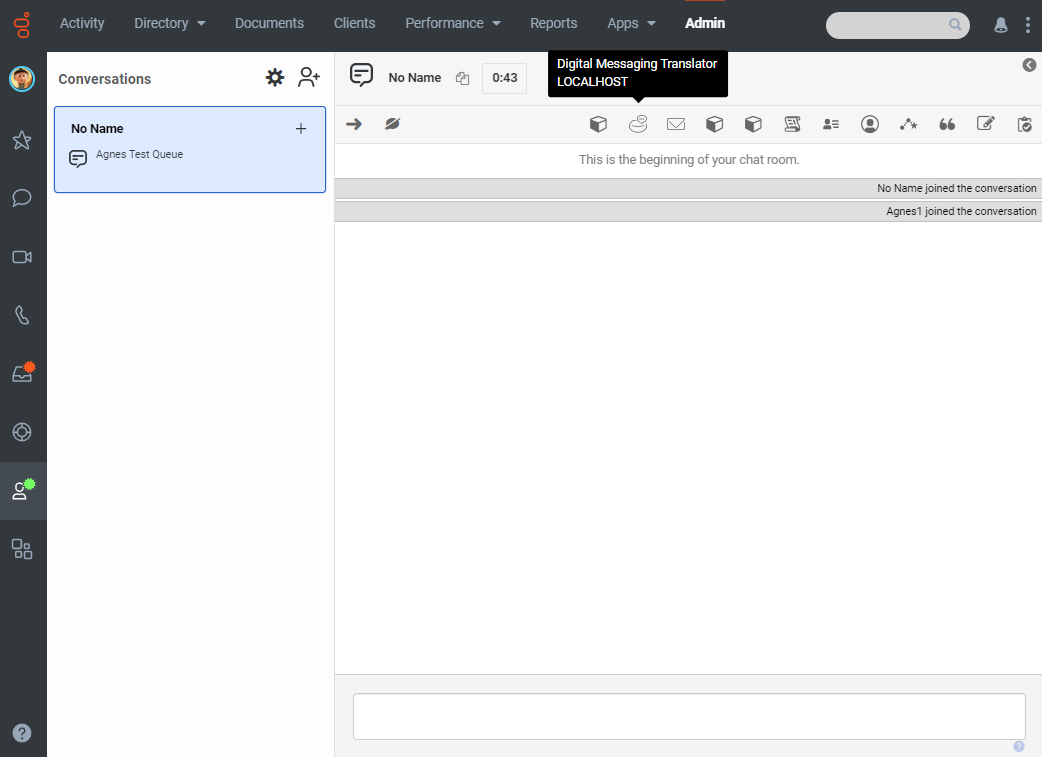 Activity
Directory
Documents
Clients
Performance
Reports
Apps
Admin
Conversations
No Name
Agnes Test Queue
No Name
0:43
Digital Messaging Translator
LOCALHOST
This is the beginning of your chat room.
No Name joined the conversation
Agnes1 joined the conversation